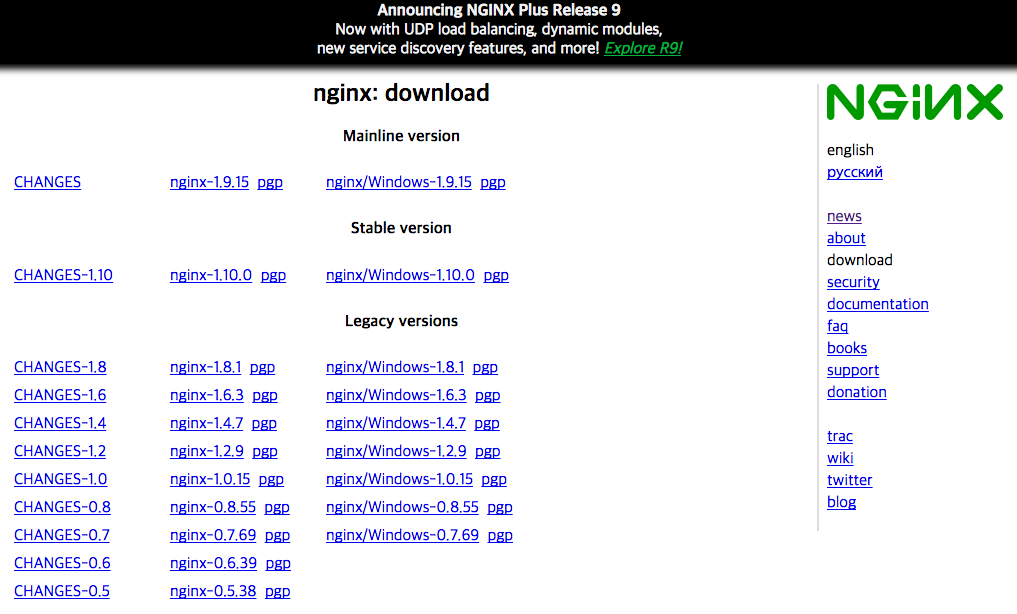 Announcing NGINX Plus Release 9
Now with UDP load balancing, dynamic modules,
new service discovery features, and more! Explore R9!
nginx: download
Mainline version
CHANGES nginx-1.9.15 pgp nginx/Windows-1.9.15 pgp
Stable version
CHANGES-1.10 nginx-1.10.0 pgp nginx/Windows-1.10.0 pgp
Legacy versions
CHANGES-1.8 nginx-1.8.1 pgp nginx/Windows-1.8.1 pgp
CHANGES-1.6 nginx-1.6.3 pgp nginx/Windows-1.6.3 pgp
CHANGES-1.4 nginx-1.4.7 pgp nginx/Windows-1.4.7 pgp
CHANGES-1.2 nginx-1.2.9 pgp nginx/Windows-1.2.9 pgp
CHANGES-1.0 nginx-1.0.15 pgp nginx/Windows-1.0.15 pgp
CHANGES-0.8 nginx-0.8.55 pgp nginx/Windows-0.8.55 pgp
CHANGES-0.7 nginx-0.7.69 pgp nginx/Windows-0.7.69 pgp
CHANGES-0.6 nginx-0.6.39 pgp
CHANGES-0.5 nginx-0.5.38 pgp
NGINX
english
русский
news
about
download
security
documentation
faq
books
support
donation
trac
wiki
twitter
blog